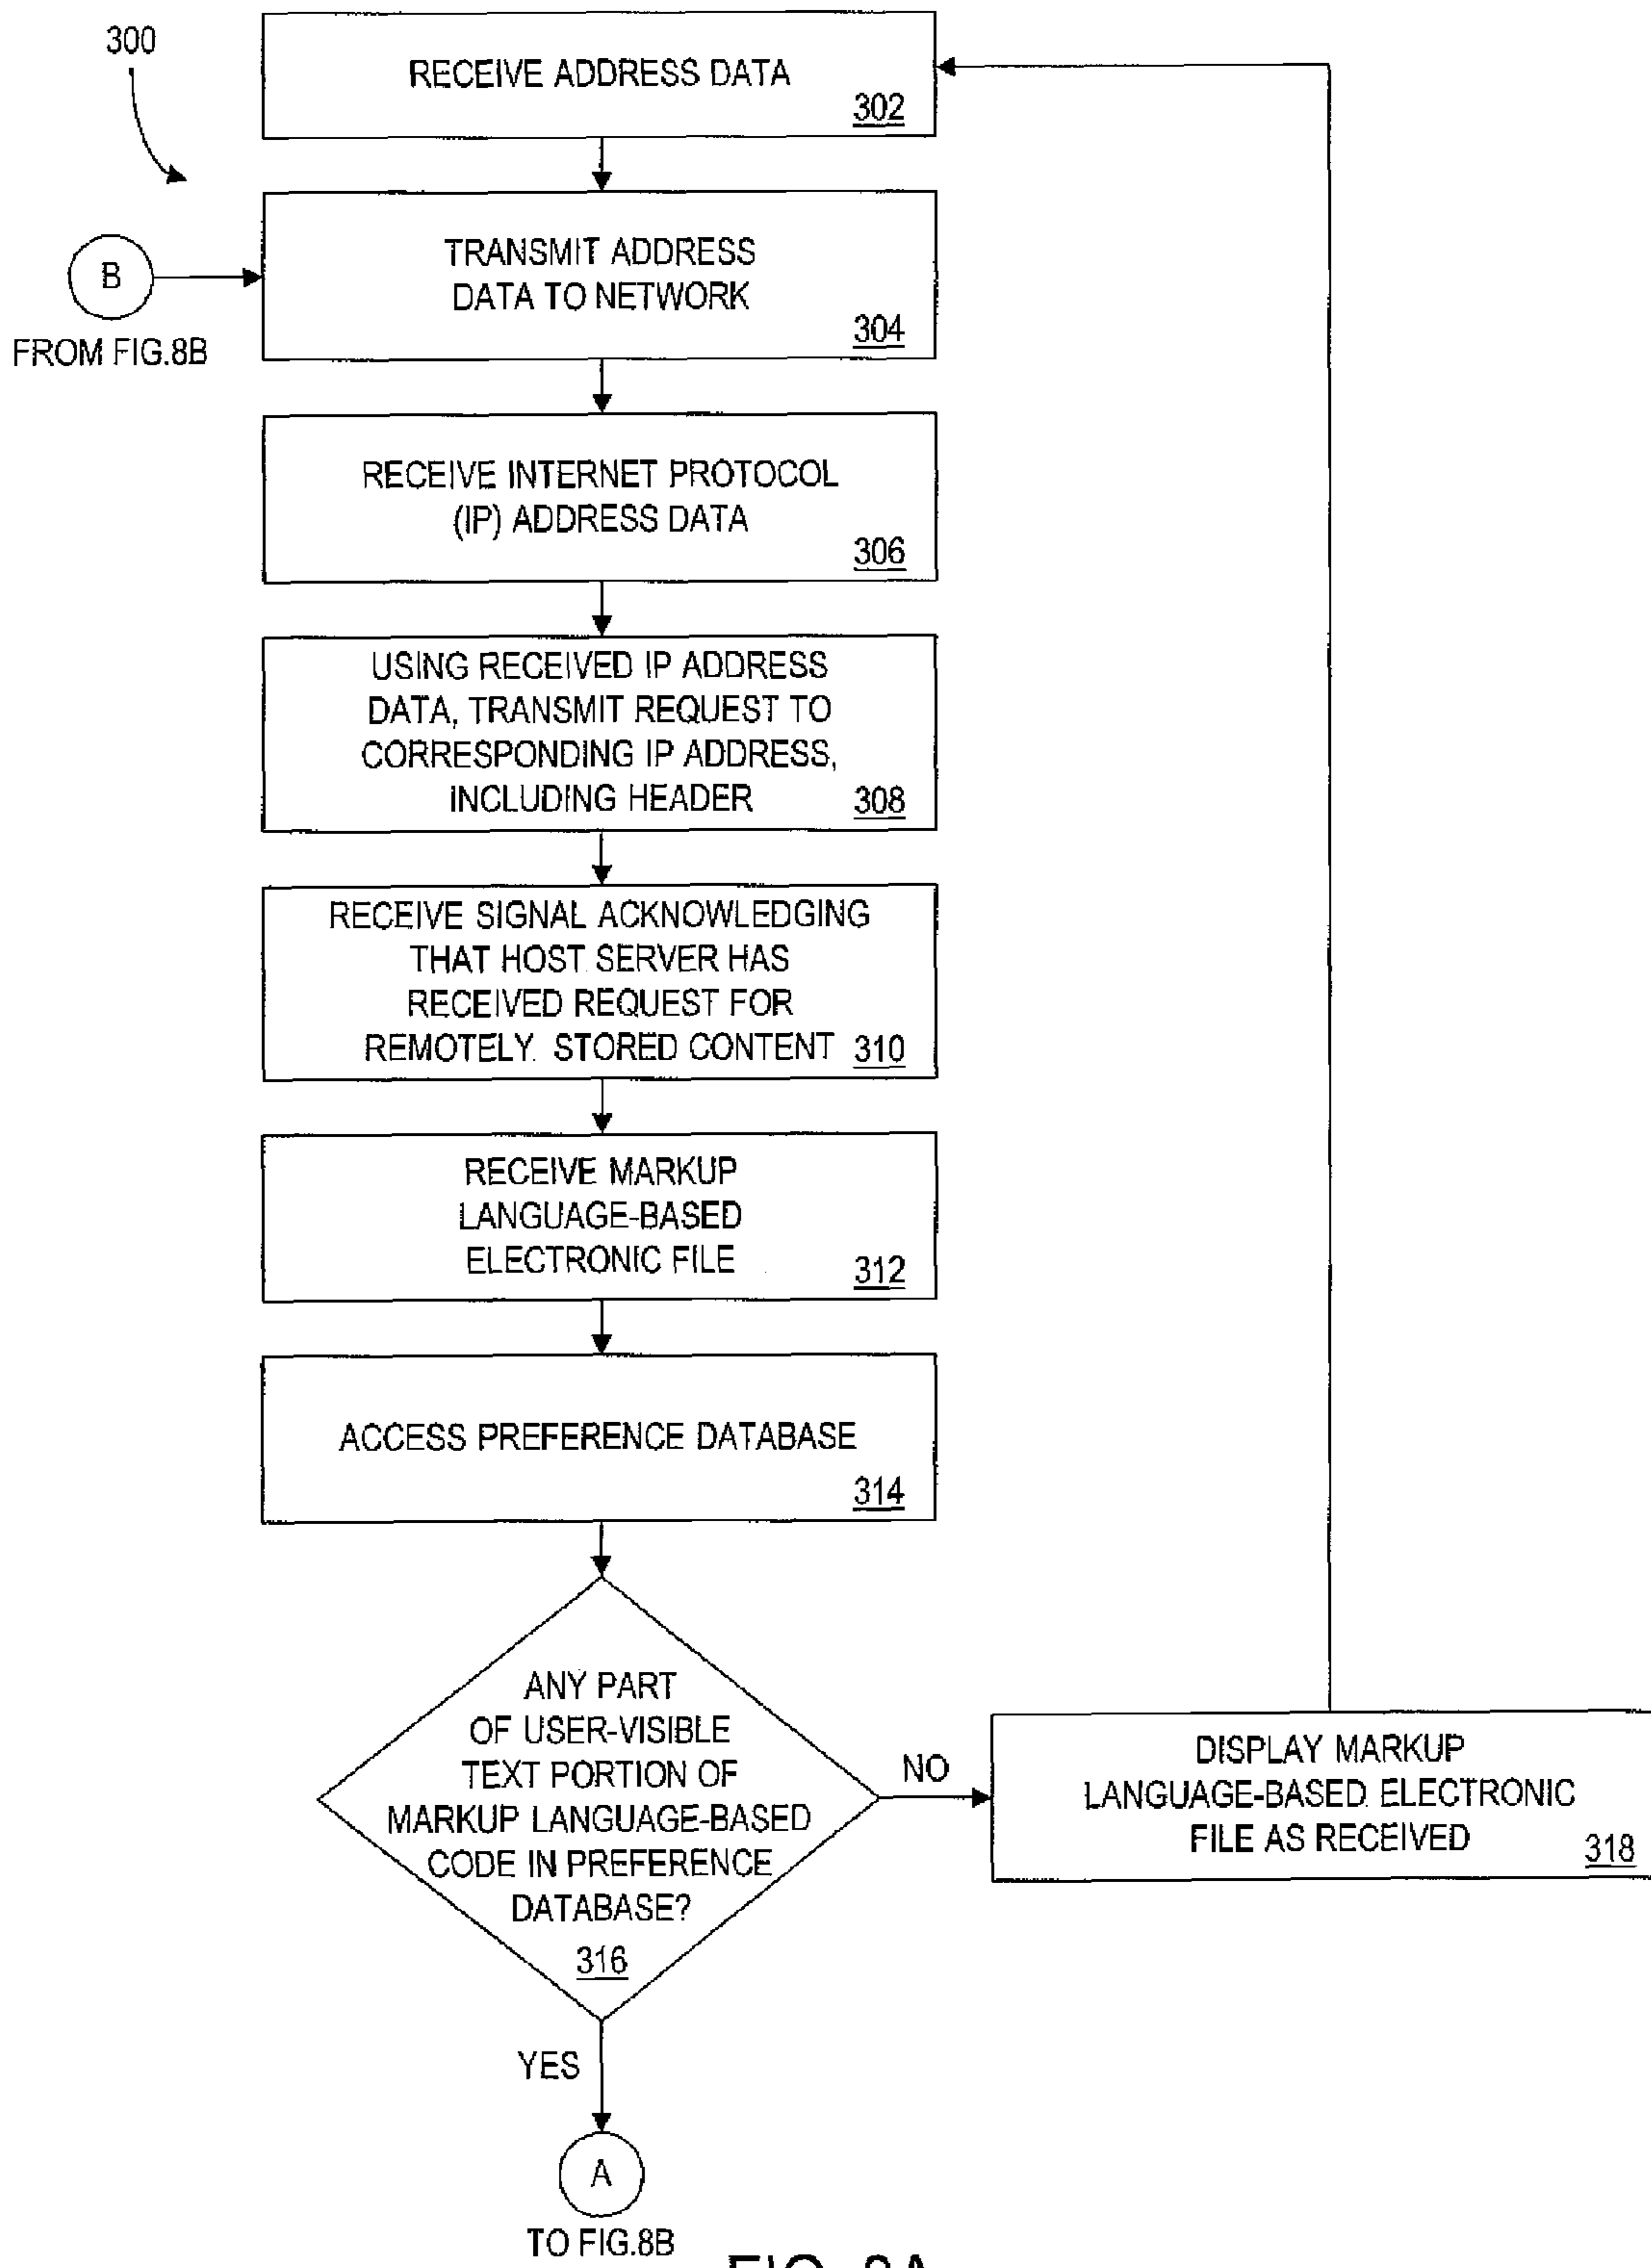 300
RECEIVE ADDRESS DATA
302
B
FROM FIG.8B
TRANSMIT ADDRESS
DATA TO NETWORK
304
RECEIVE INTERNET PROTOCOL
(IP) ADDRESS DATA
306
USING RECEIVED IP ADDRESS
DATA, TRANSMIT REQUEST TO
CORRESPONDING IP ADDRESS,
INCLUDING HEADER 308
RECEIVE SIGNAL ACKNOWLEDGING
THAT HOST SERVER HAS
RECEIVED REQUEST FOR
REMOTELY. STORED CONTENT 310
RECEIVE MARKUP
LANGUAGE-BASED
ELECTRONIC FILE
312
ACCESS PREFERENCE DATABASE
314
ANY PART
OF USER-VISIBLE
TEXT PORTION OF
MARKUP LANGUAGE-BASED
CODE IN PREFERENCE
DATABASE?
316
NO
DISPLAY MARKUP
LANGUAGE-BASED ELECTRONIC
FILE AS RECEIVED
318
YES
A
TO FIG.8B
FIG. 8A